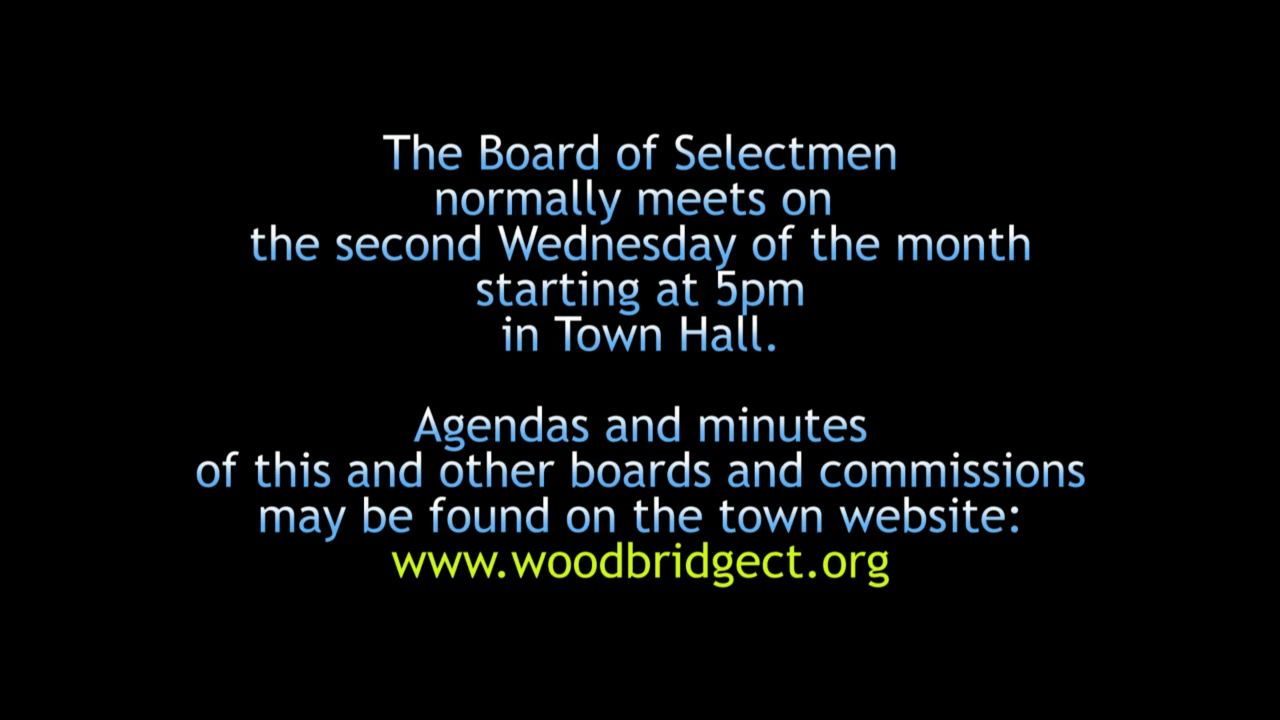 The Board of Selectmen
normally meets on
the second Wednesday of the month
starting at 5pm
in Town Hall.
Agendas and minutes
of this and other boards and commissions
may be found on the town website:
www.woodbridgect.org